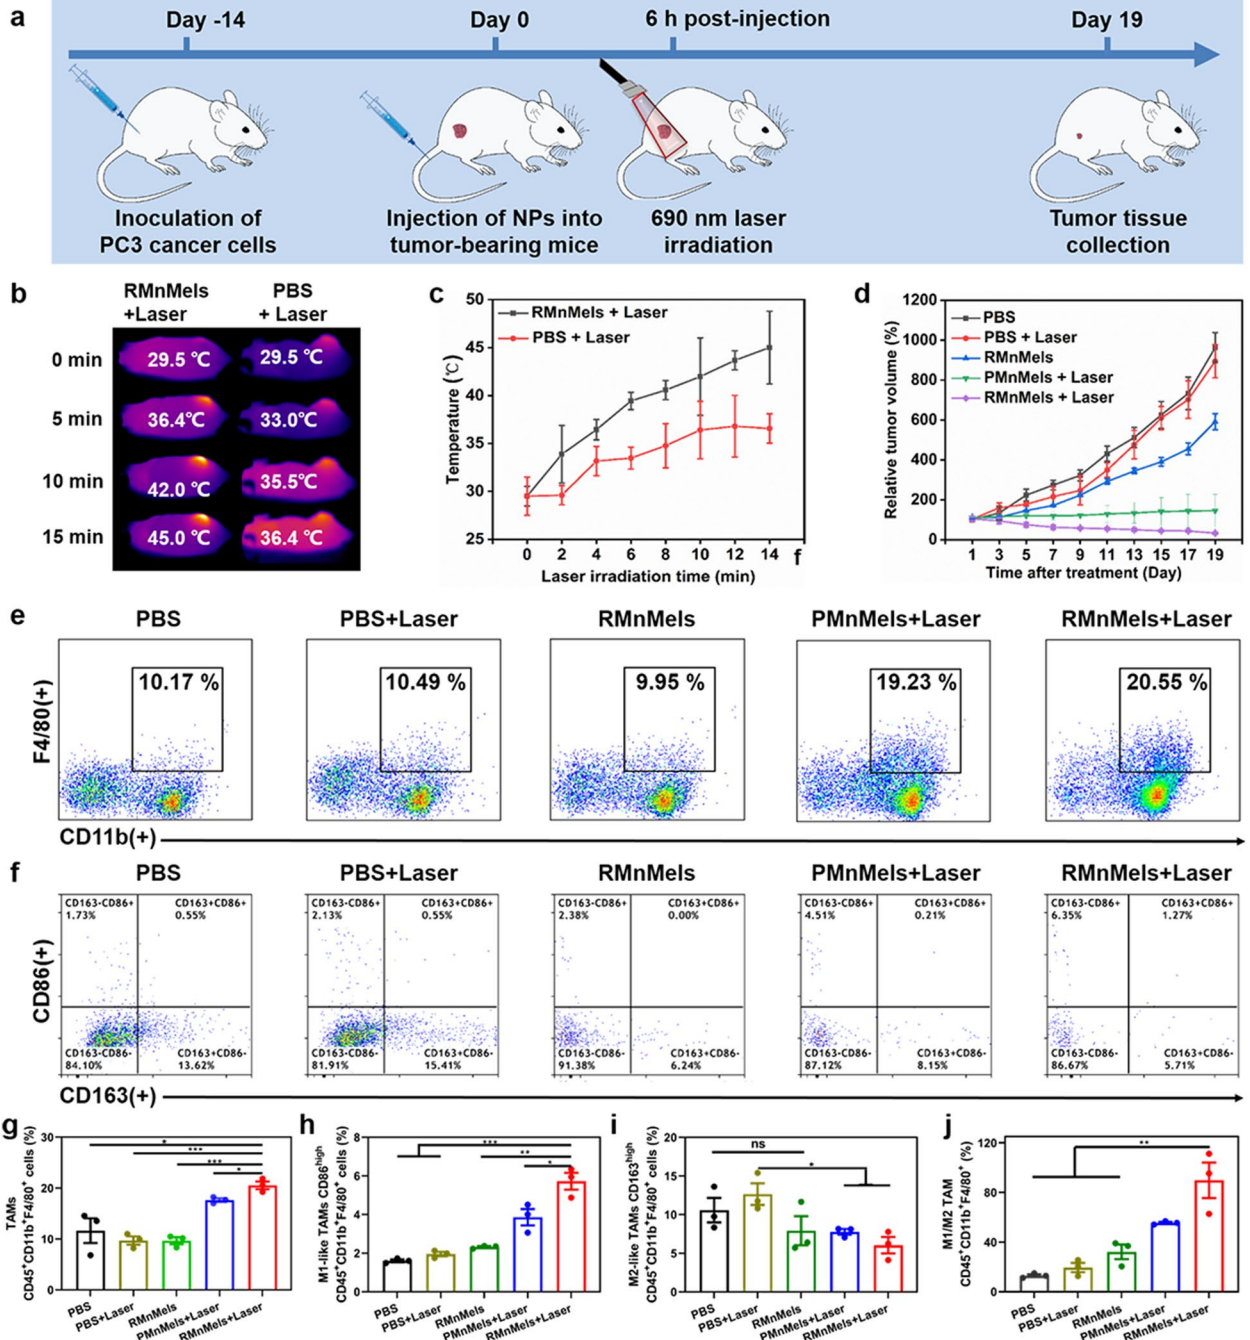 a
Day -14
Day 0
6 h post-injection
Day 19
Inoculation of
PC3 cancer cells
Injection of NPs into
tumor-bearing mice
690 nm laser
irradiation
Tumor tissue
collection
b
RMnMels
+Laser
PBS
+ Laser
0 min
29.5 ℃
29.5 ℃
5 min
36.4℃
33.0℃
10 min
42.0 ℃
35.5℃
15 min
45.0 ℃
36.4 ℃
c
50
45
40
35
30
25
Temperature (℃)
RMnMels + Laser
PBS + Laser
0 2 4 6 8 10 12 14
f
Laser irradiation time (min)
d
1200
1000
800
600
400
200
0
Relative tumor volume (%)
PBS
PBS + Laser
RMnMels
PMnMels + Laser
RMnMels + Laser
1 3 5 7 9 11 13 15 17 19
Time after treatment (Day)
e
PBS
PBS+Laser
RMnMels
PMnMels+Laser
RMnMels+Laser
F4/80(+)
10.17 %
10.49 %
9.95 %
19.23 %
20.55 %
CD11b(+)
f
PBS
PBS+Laser
RMnMels
PMnMels+Laser
RMnMels+Laser
CD86(+)
CD163-CD86+
1.73%
CD163+CD86+
0.55%
CD163-CD86-
84.10%
CD163+CD86-
13.62%
CD163-CD86+
2.13%
CD163+CD86+
0.55%
CD163-CD86-
81.91%
CD163+CD86-
15.41%
CD163-CD86+
2.38%
CD163+CD86+
0.00%
CD163-CD86-
91.38%
CD163+CD86-
6.24%
CD163-CD86+
4.51%
CD163+CD86+
0.21%
CD163-CD86-
87.12%
CD163+CD86-
8.15%
CD163-CD86+
6.35%
CD163+CD86+
1.27%
CD163-CD86-
86.67%
CD163+CD86-
5.71%
CD163(+)
g
TAMs
CD45⁺CD11b⁺F4/80⁺ cells (%)
30
20
10
0
*
***
***
*
PBS
PBS+Laser
RMnMels
PMnMels+Laser
RMnMels+Laser
h
M1-like TAMs CD86ʰⁱᵍʰ
CD45⁺CD11b⁺F4/80⁺ cells (%)
8
6
4
2
0
***
**
*
PBS
PBS+Laser
RMnMels
PMnMels+Laser
RMnMels+Laser
i
M2-like TAMs CD163ʰⁱᵍʰ
CD45⁺CD11b⁺F4/80⁺ cells (%)
20
15
10
5
0
ns
*
PBS
PBS+Laser
RMnMels
PMnMels+Laser
RMnMels+Laser
j
M1/M2 TAM
CD45⁺CD11b⁺F4/80⁺ (%)
120
80
40
0
**
PBS
PBS+Laser
RMnMels
PMnMels+Laser
RMnMels+Laser